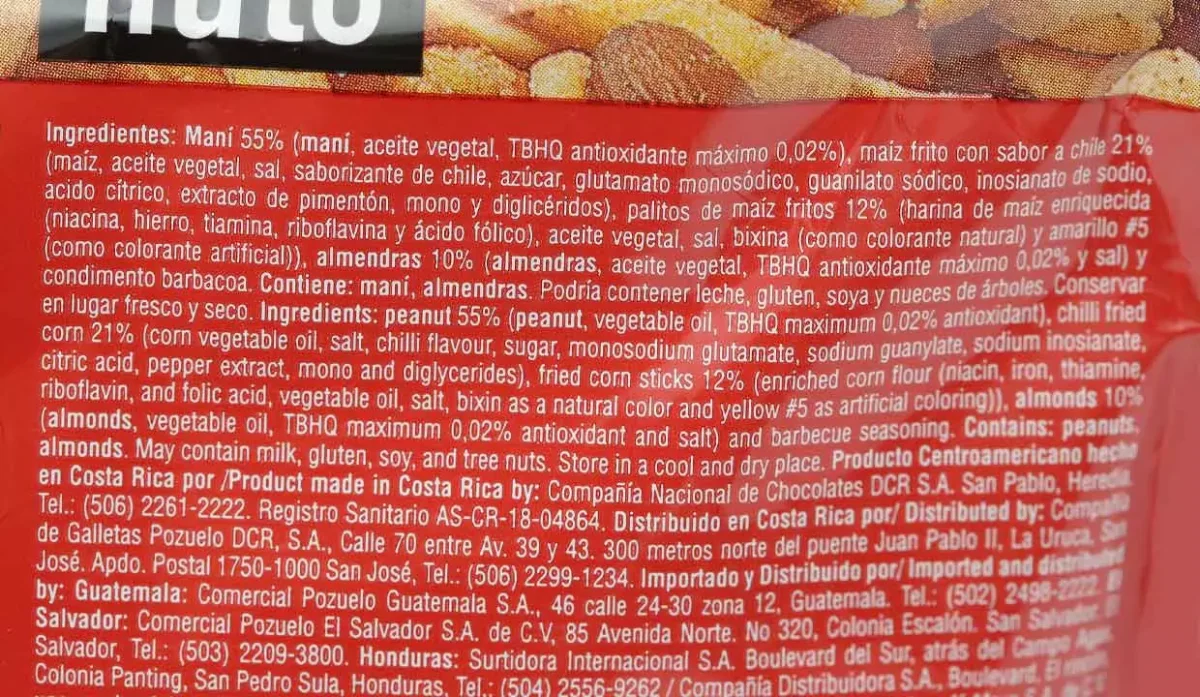 Ingredientes: Maní 55% (maní, aceite vegetal, TBHQ antioxidante máximo 0,02%), maíz frito con sabor a chile 21%
(maíz, aceite vegetal, sal, saborizante de chile, azúcar, glutamato monosódico, guanilato sódico, inosianato de sodio,
acido cítrico, extracto de pimentón, mono y diglicéridos), palitos de maíz fritos 12% (harina de maíz enriquecida
(niacina, hierro, tiamina, riboflavina y ácido fólico), aceite vegetal, sal, bixina (como colorante natural) y amarillo #5
(como colorante artificial)), almendras 10% (almendras, aceite vegetal, TBHQ antioxidante máximo 0,02% y sal) y
condimento barbacoa. Contiene: maní, almendras. Podría contener leche, gluten, soya y nueces de árboles. Conservar
en lugar fresco y seco. Ingredients: peanut 55% (peanut, vegetable oil, TBHQ maximum 0,02% antioxidant), chilli fried
corn 21% (corn vegetable oil, salt, chilli flavour, sugar, monosodium glutamate, sodium guanylate, sodium inosianate,
citric acid, pepper extract, mono and diglycerides), fried corn sticks 12% (enriched corn flour (niacin, iron, thiamine,
riboflavin, and folic acid, vegetable oil, salt, bixin as a natural color and yellow #5 as artificial coloring)), almonds 10%
(almonds, vegetable oil, TBHQ maximum 0,02% antioxidant and salt) and barbecue seasoning. Contains: peanuts,
almonds. May contain milk, gluten, soy, and tree nuts. Store in a cool and dry place. Producto Centroamericano hecho
en Costa Rica por /Product made in Costa Rica by: Compañía Nacional de Chocolates DCR S.A. San Pablo, Heredia.
Tel.: (506) 2261-2222. Registro Sanitario AS-CR-18-04864. Distribuido en Costa Rica por/ Distributed by: Compañía
de Galletas Pozuelo DCR, S.A., Calle 70 entre Av. 39 y 43. 300 metros norte del puente Juan Pablo II, La Uruca, San
José. Apdo. Postal 1750-1000 San José, Tel.: (506) 2299-1234. Importado y Distribuido por/ Imported and distributed
by: Guatemala: Comercial Pozuelo Guatemala S.A., 46 calle 24-30 zona 12, Guatemala. Tel.: (502) 2498-2222. El
Salvador: Comercial Pozuelo El Salvador S.A. de C.V, 85 Avenida Norte. No 320, Colonia Escalón. San Salvador, El
Salvador, Tel.: (503) 2209-3800. Honduras: Surtidora Internacional S.A. Boulevard del Sur, atrás del Campo Agas,
Colonia Panting, San Pedro Sula, Honduras, Tel.: (504) 2556-9262 / Compañía Distribuidora S.A., Boulevard, El